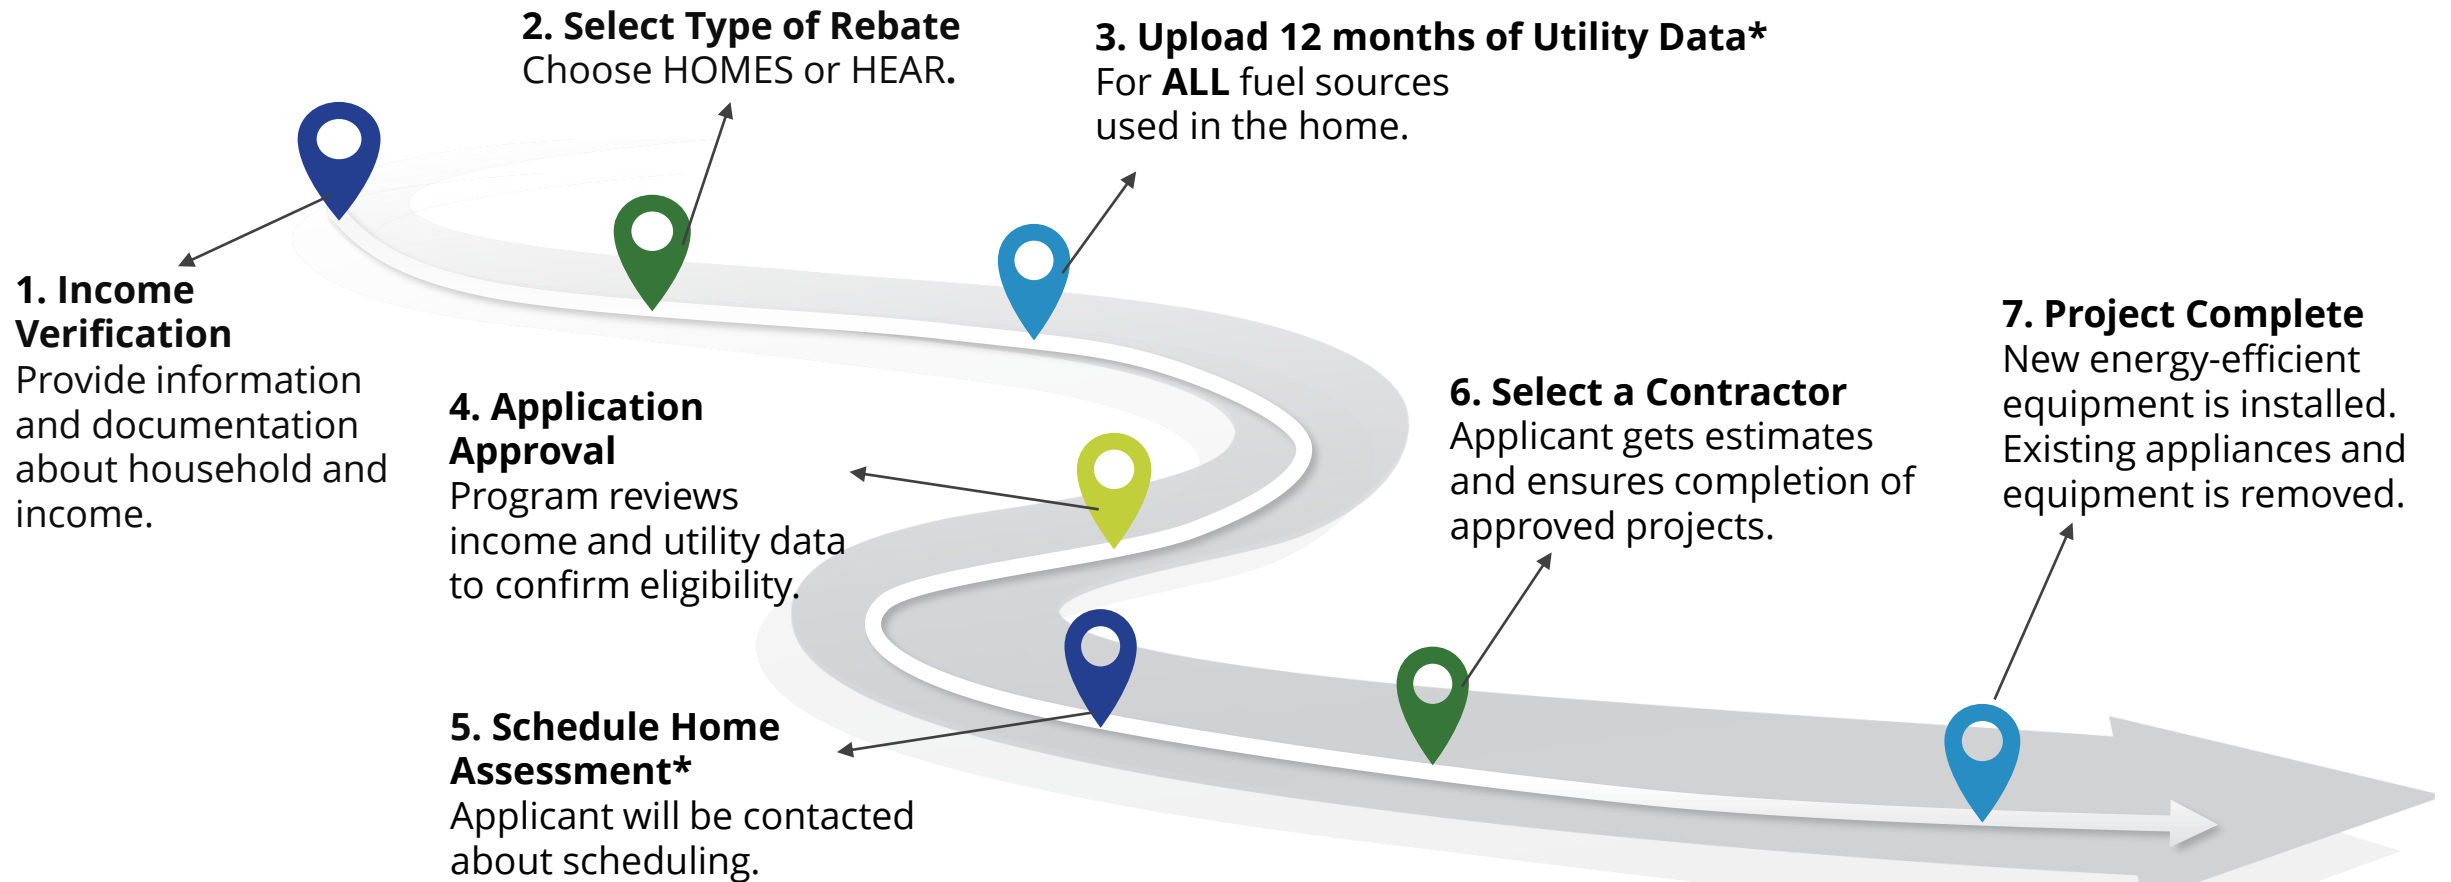 1. Income
Verification
Provide information
and documentation
about household and
income.
2. Select Type of Rebate
Choose HOMES or HEAR.
3. Upload 12 months of Utility Data*
For ALL fuel sources
used in the home.
4. Application
Approval
Program reviews
income and utility data
to confirm eligibility.
5. Schedule Home
Assessment*
Applicant will be contacted
about scheduling.
6. Select a Contractor
Applicant gets estimates
and ensures completion of
approved projects.
7. Project Complete
New energy-efficient
equipment is installed.
Existing appliances and
equipment is removed.